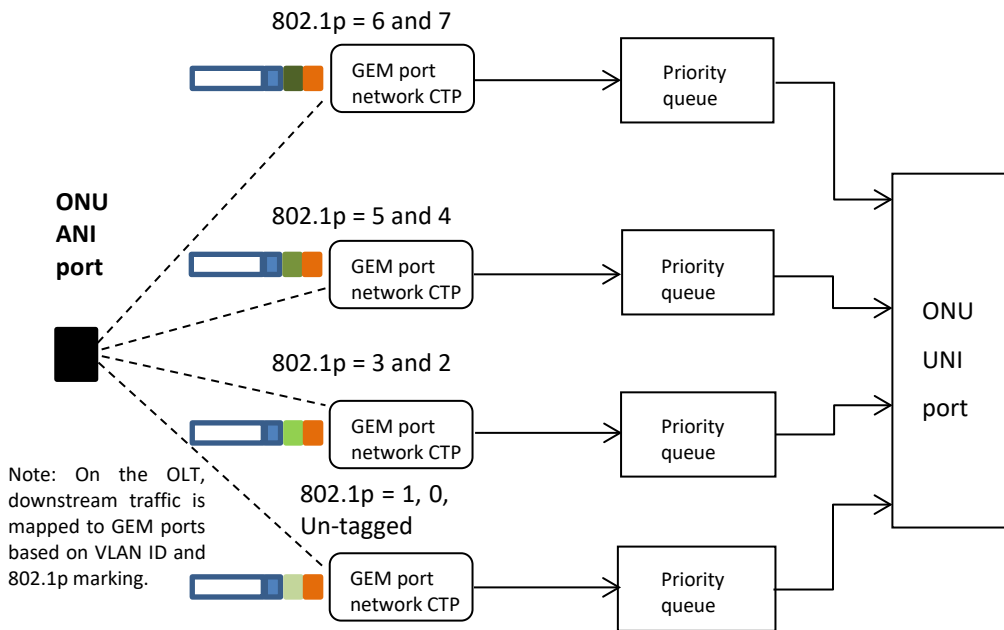 802.1p = 6 and 7
GEM port
network CTP
Priority
queue
ONU
ANI
port
802.1p = 5 and 4
GEM port
network CTP
Priority
queue
ONU
UNI
port
802.1p = 3 and 2
GEM port
network CTP
Priority
queue
Note: On the OLT,
downstream traffic is
mapped to GEM ports
based on VLAN ID and
802.1p marking.
802.1p = 1, 0,
Un-tagged
GEM port
network CTP
Priority
queue